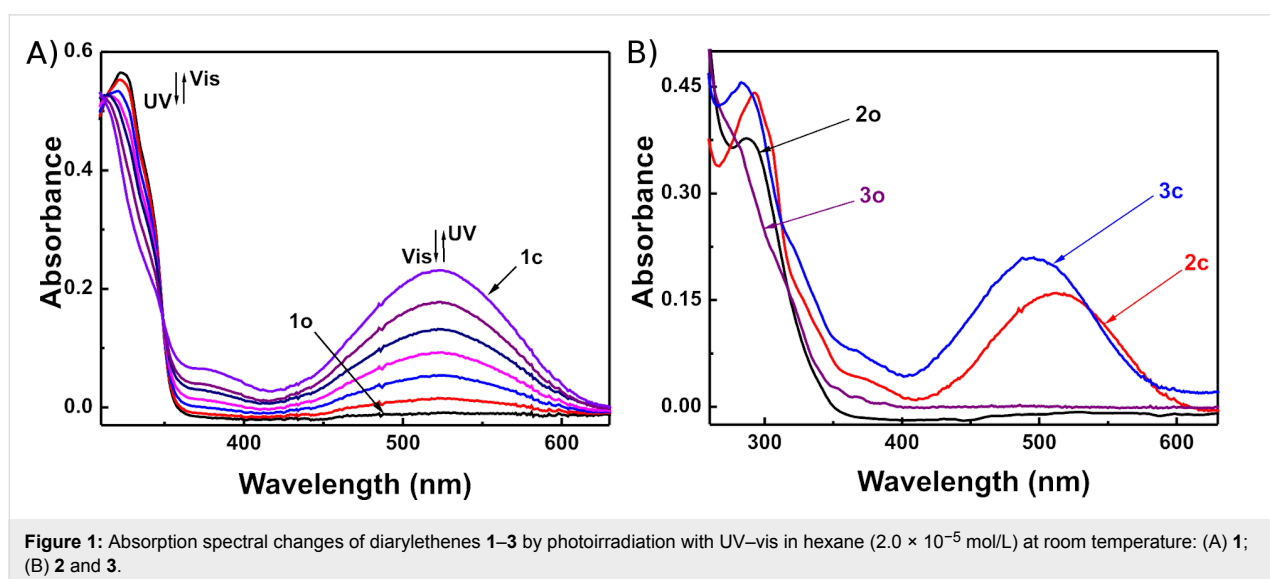 A)
0.6
0.4
0.2
0.0
Absorbance
UV
Vis
Vis
UV
1c
1o
400
500
600
Wavelength (nm)
B)
0.45
0.30
0.15
0.00
Absorbance
2o
3o
3c
2c
300
400
500
600
Wavelength (nm)
Figure 1: Absorption spectral changes of diarylethenes 1–3 by photoirradiation with UV–vis in hexane (2.0 × 10⁻⁵ mol/L) at room temperature: (A) 1;
(B) 2 and 3.